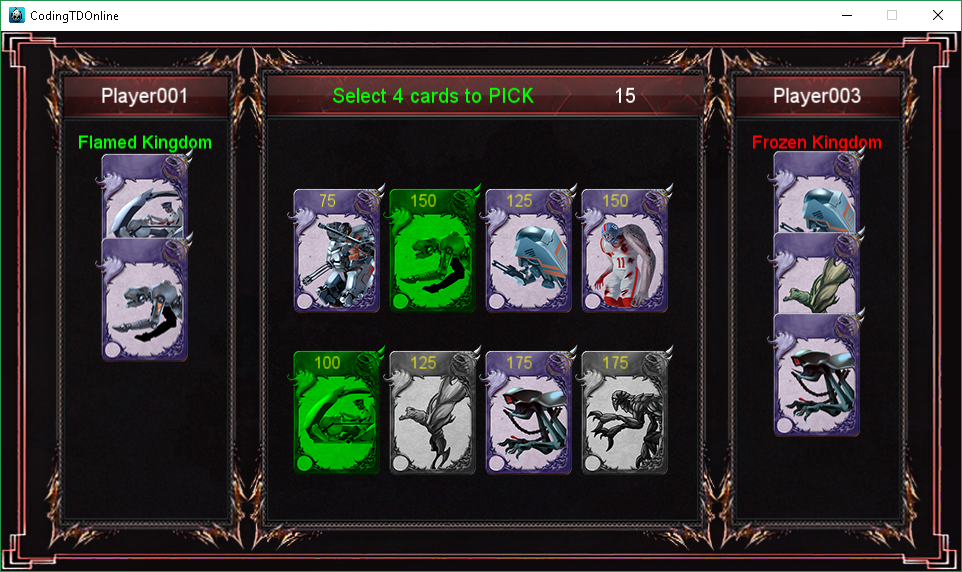 CodingTDOnline
Player001
Select 4 cards to PICK 15
Player003
Flamed Kingdom
Frozen Kingdom
75 150 125 150
11
100 125 175 175